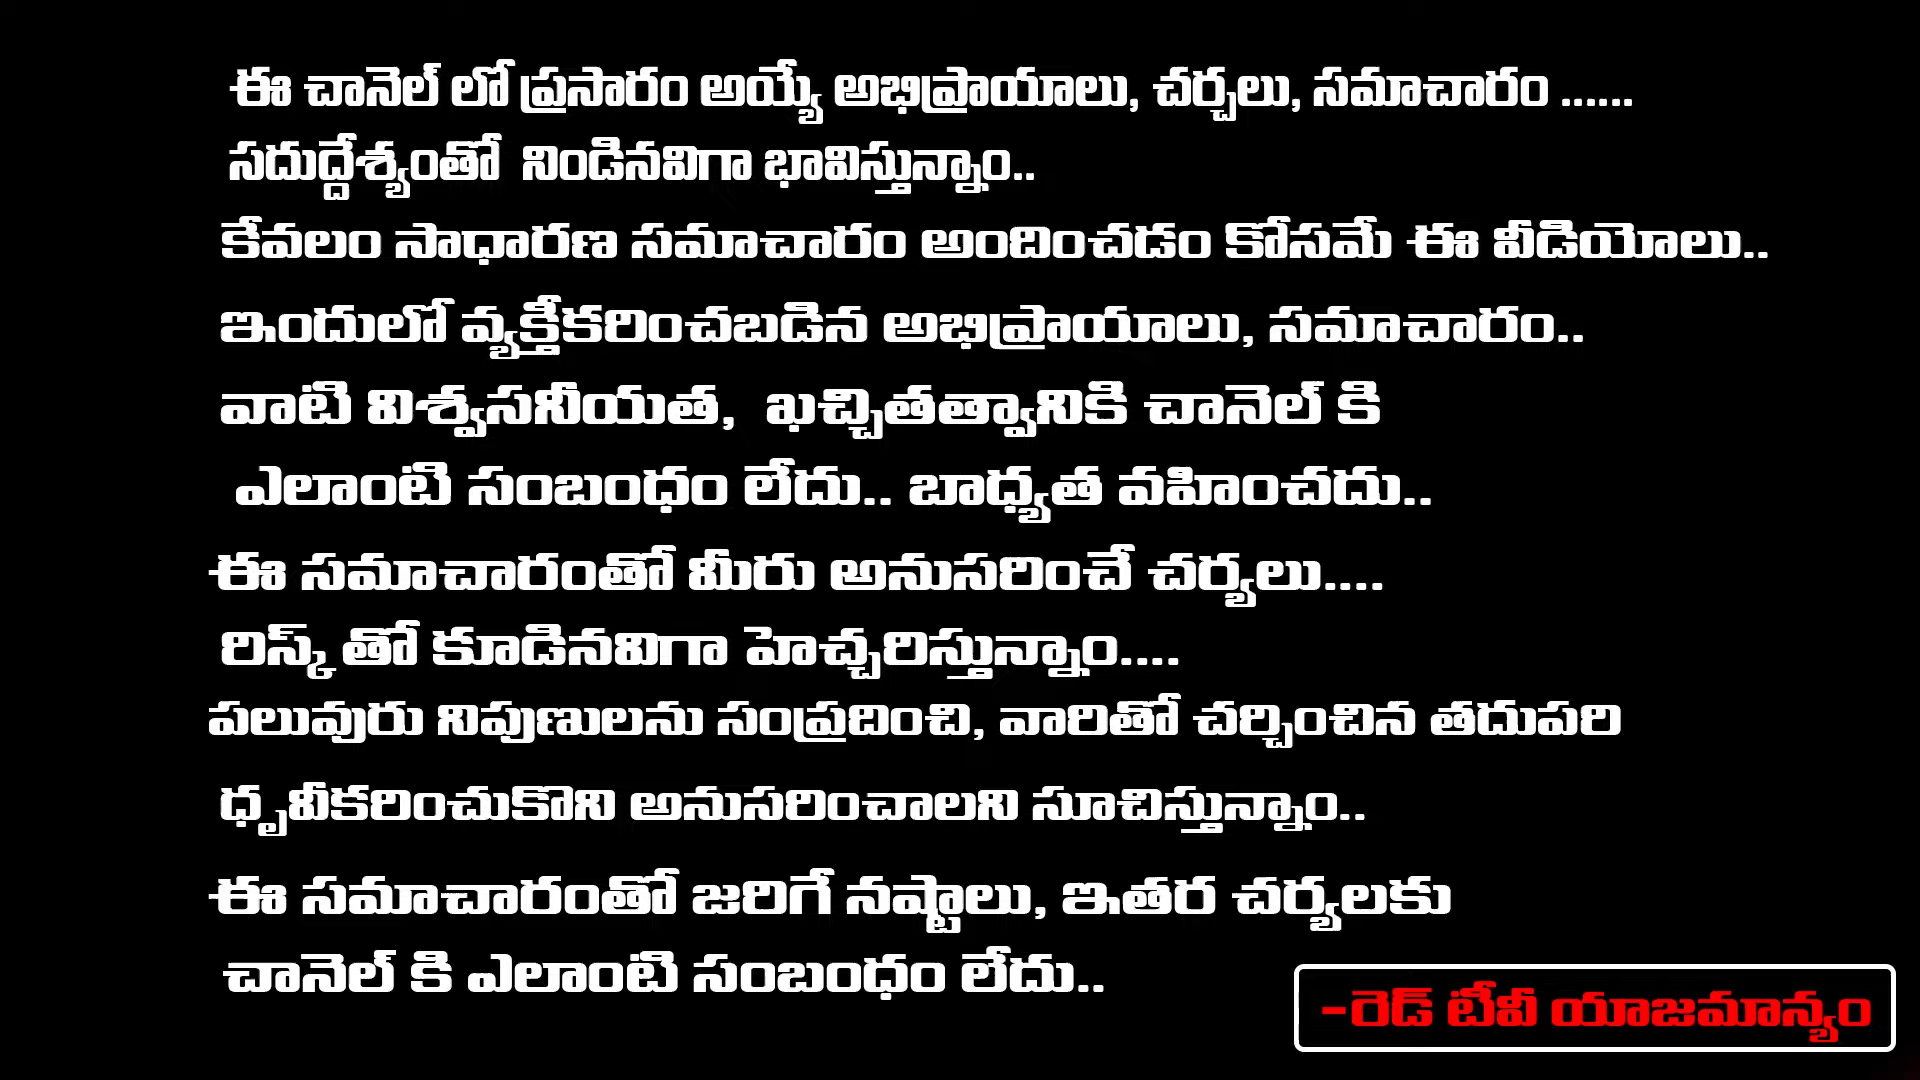 ఈ చానెల్ లో ప్రసారం అయ్యే అభిప్రాయాలు, చర్చలు, సమాచారం ......
సదుద్దేశ్యంతో నిండినవిగా భావిస్తున్నాం..
కేవలం సాధారణ సమాచారం అందించడం కోసమే ఈ వీడియోలు..
ఇందులో వ్యక్తీకరించబడిన అభిప్రాయాలు, సమాచారం..
వాటి విశ్వసనీయత, ఖచ్చితత్వానికి చానెల్ కి
ఎలాంటి సంబంధం లేదు.. బాధ్యత వహించదు..
ఈ సమాచారంతో మీరు అనుసరించే చర్యలు....
రిస్క్ తో కూడినవిగా హెచ్చరిస్తున్నాం....
పలువురు నిపుణులను సంప్రదించి, వారితో చర్చించిన తదుపరి
ధృవీకరించుకొని అనుసరించాలని సూచిస్తున్నాం..
ఈ సమాచారంతో జరిగే నష్టాలు, ఇతర చర్యలకు
చానెల్ కి ఎలాంటి సంబంధం లేదు..
-రెడ్ టీవీ యాజమాన్యం